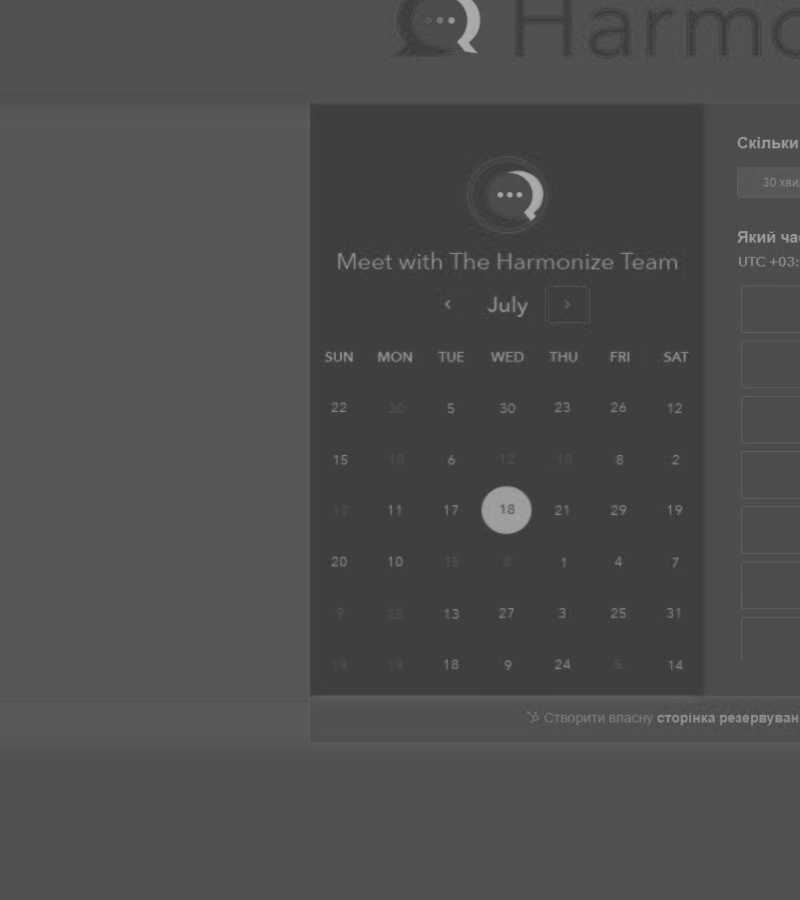 Harmo
Meet with The Harmonize Team
‹ July ›
SUN MON TUE WED THU FRI SAT
22 30 5 30 23 26 12
15 10 6 12 10 8 2
17 11 17 18 21 29 19
20 10 15 6 1 4 7
9 25 13 27 3 25 31
19 19 18 9 24 5 14
Скільки
30 хви
Який ча
UTC +03:
Створити власну сторінка резервуван